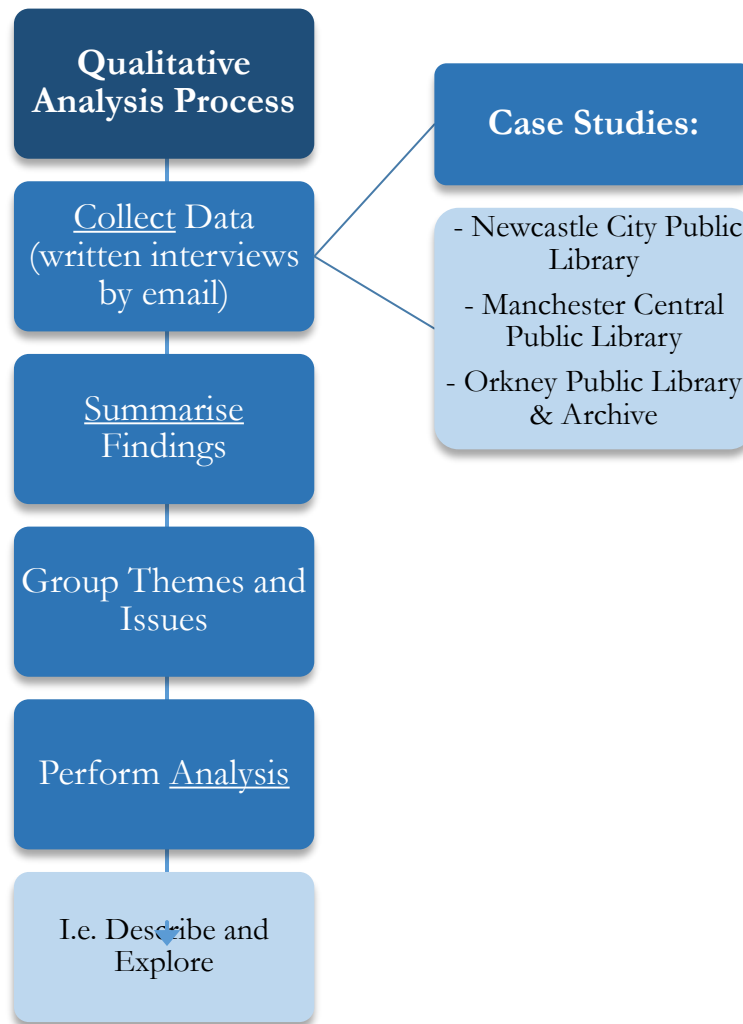 Qualitative
Analysis Process
Collect Data
(written interviews
by email)
Summarise
Findings
Group Themes and
Issues
Perform Analysis
I.e. Describe and
Explore
Case Studies:
- Newcastle City Public
Library
- Manchester Central
Public Library
- Orkney Public Library
& Archive